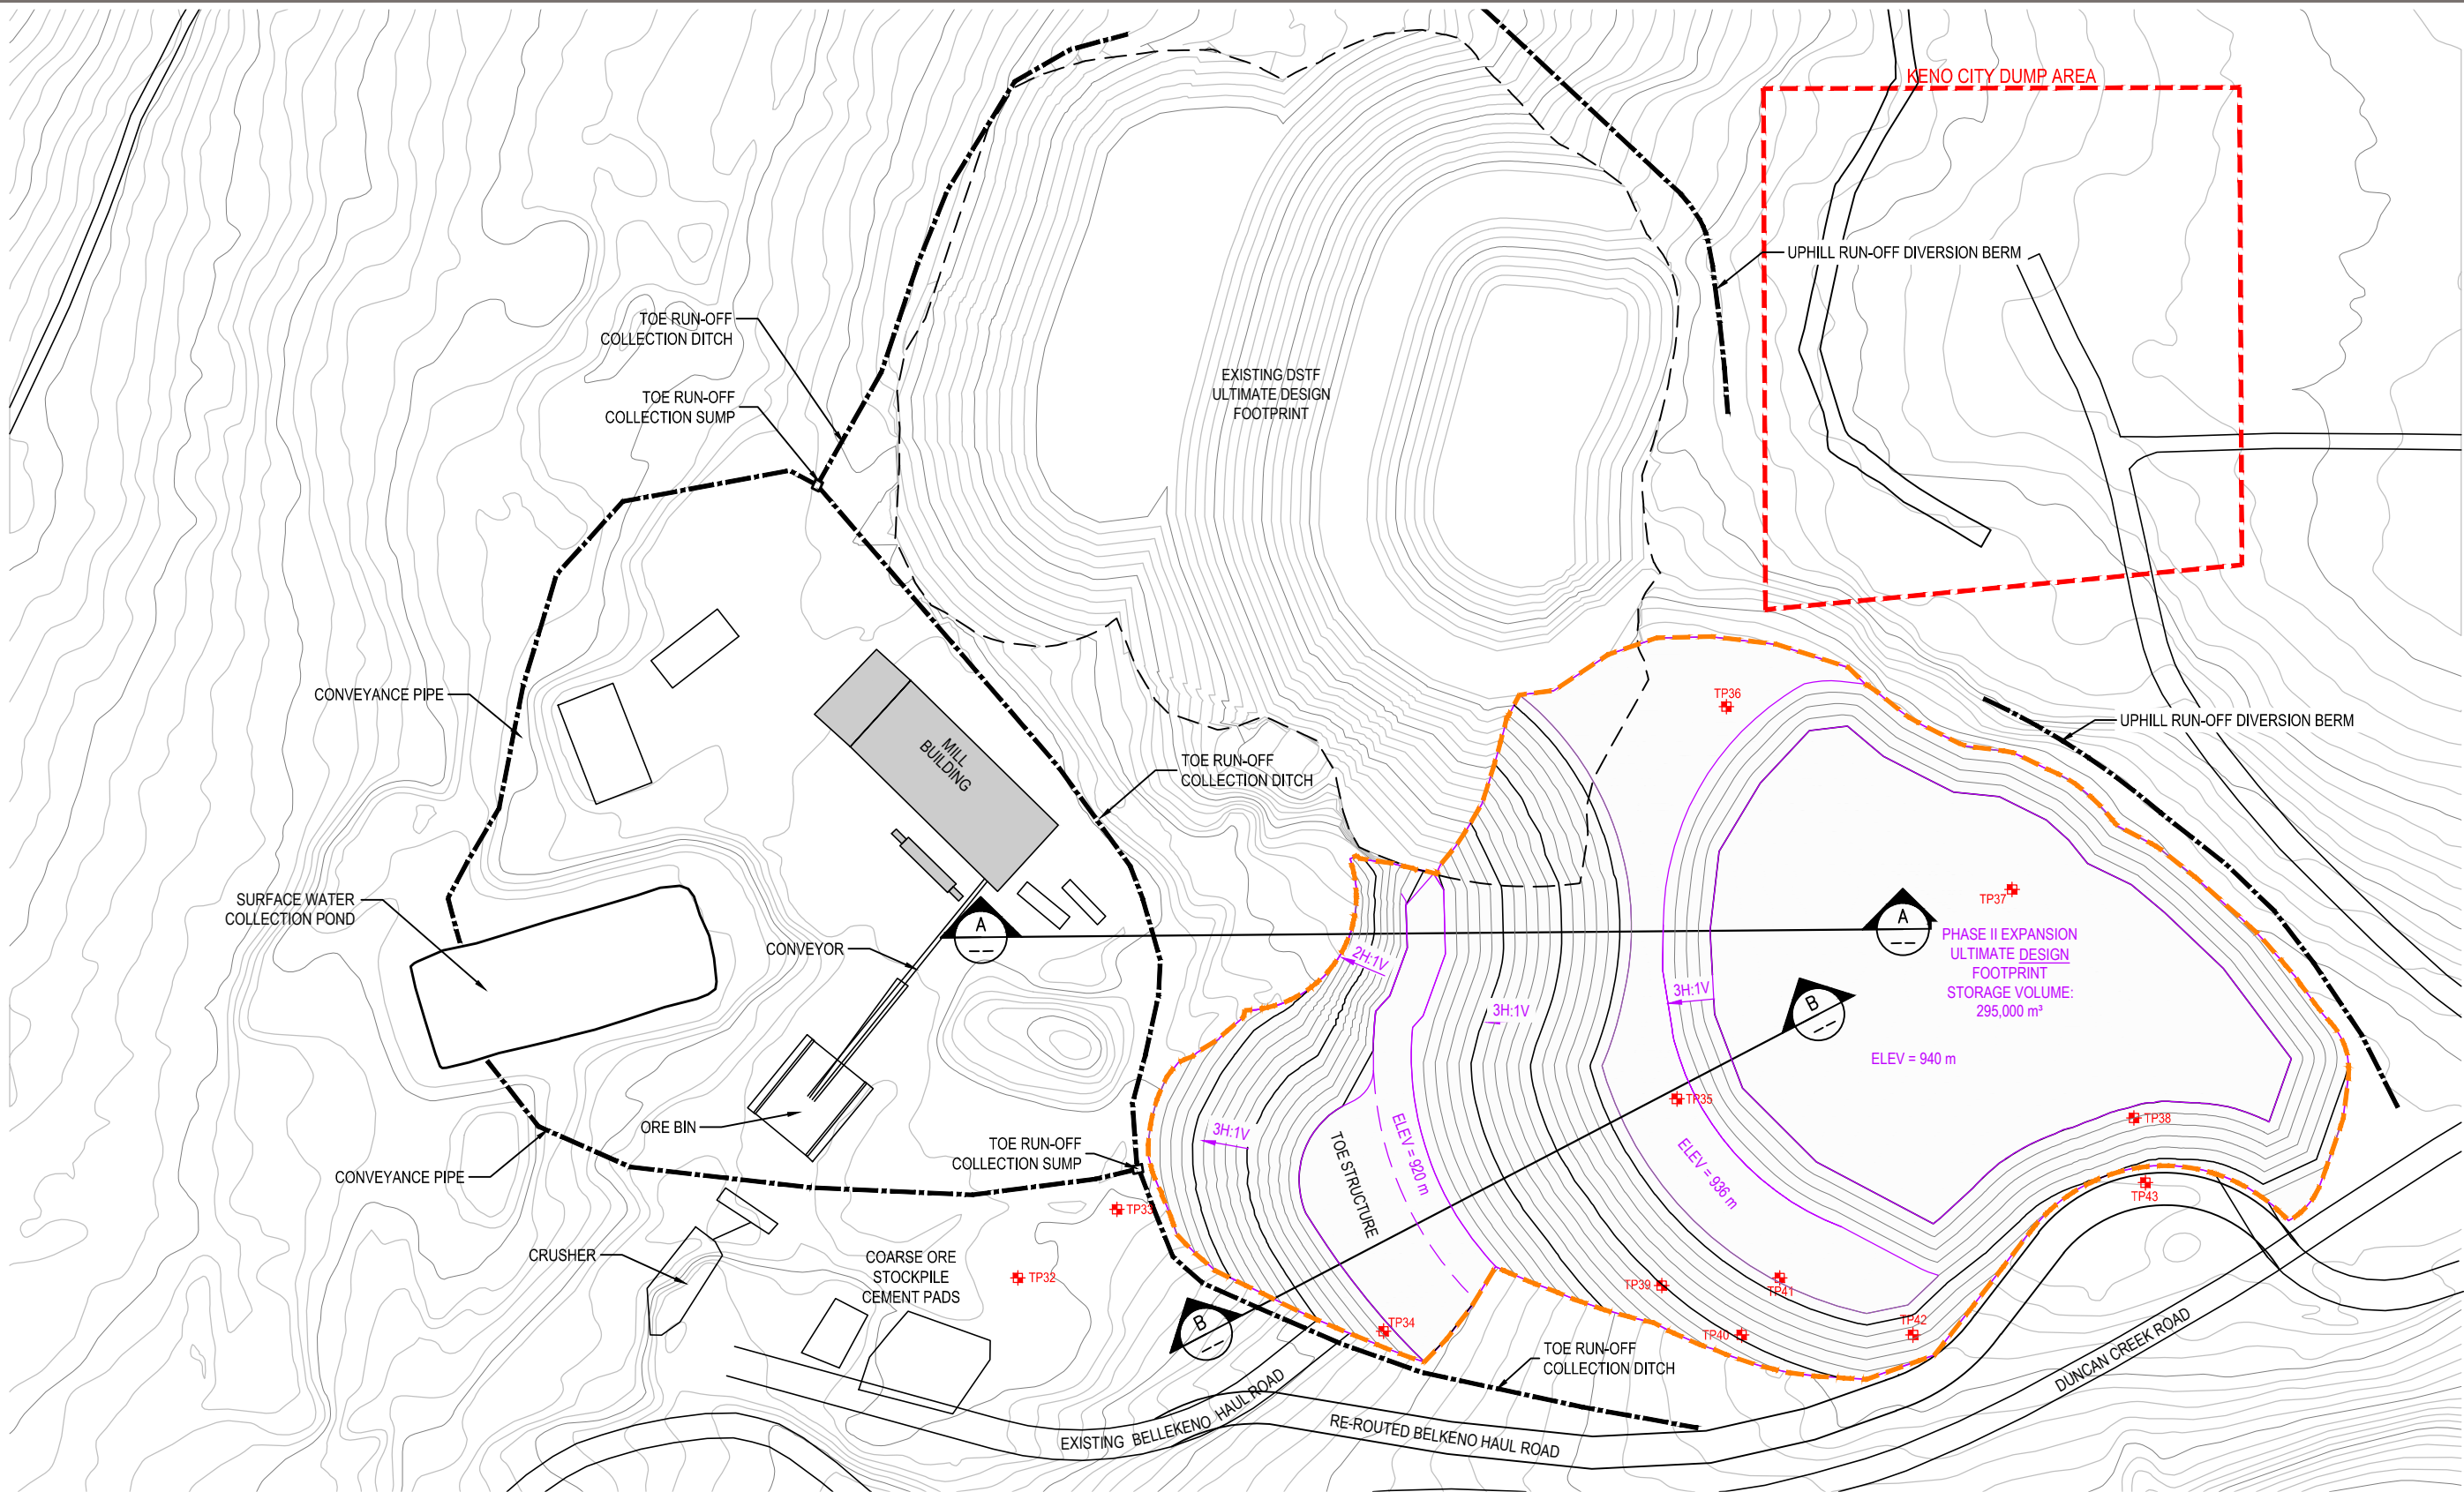 KENO CITY DUMP AREA
UPHILL RUN-OFF DIVERSION BERM
TOE RUN-OFF
COLLECTION DITCH
EXISTING DSTF
ULTIMATE DESIGN
FOOTPRINT
TOE RUN-OFF
COLLECTION SUMP
CONVEYANCE PIPE
TP36
UPHILL RUN-OFF DIVERSION BERM
MILL
BUILDING
TOE RUN-OFF
COLLECTION DITCH
SURFACE WATER
COLLECTION POND
TP37
A
A
CONVEYOR
2H:1V
PHASE II EXPANSION
ULTIMATE DESIGN
FOOTPRINT
STORAGE VOLUME:
295,000 m³
3H:1V
3H:1V
B
ELEV = 940 m
TP35
TP38
ORE BIN
3H:1V
ELEV = 920 m
TOE STRUCTURE
ELEV = 936 m
TOE RUN-OFF
COLLECTION SUMP
CONVEYANCE PIPE
TP43
TP33
CRUSHER
COARSE ORE
STOCKPILE
CEMENT PADS
TP32
TP39
TP41
B
TP34
TP40
TP42
TOE RUN-OFF
COLLECTION DITCH
DUNCAN CREEK ROAD
EXISTING BELLEKENO HAUL ROAD
RE-ROUTED BELKENO HAUL ROAD